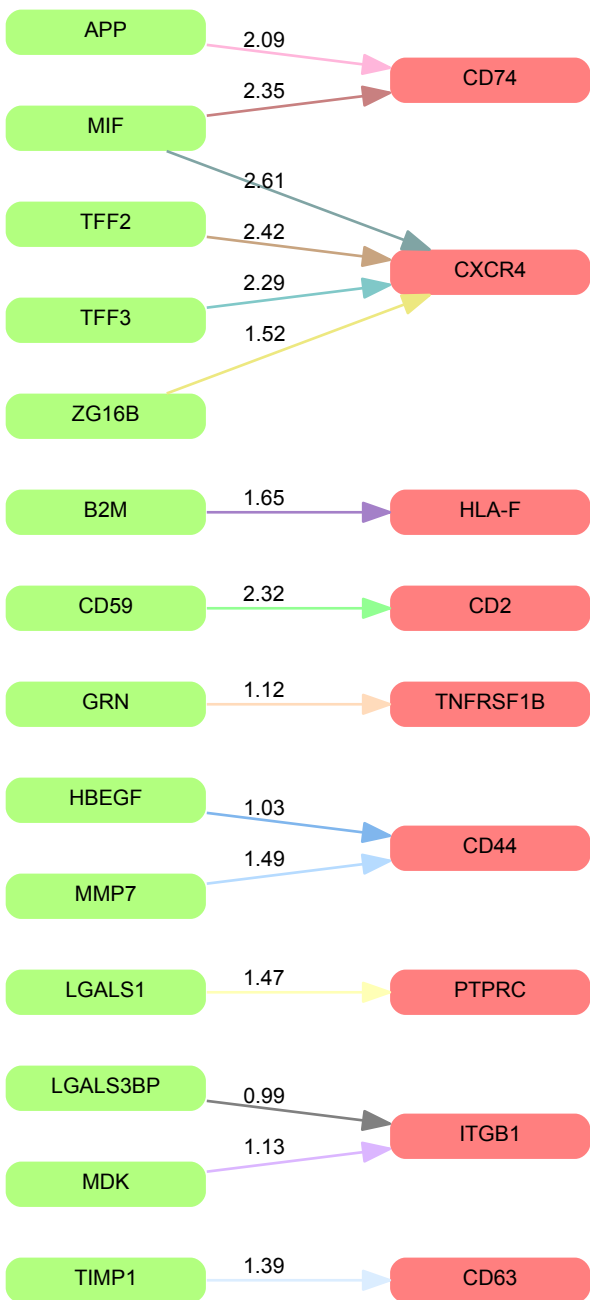 APP
2.09
CD74
MIF
2.35
2.61
TFF2
2.42
CXCR4
TFF3
2.29
1.52
ZG16B
B2M
1.65
HLA-F
CD59
2.32
CD2
GRN
1.12
TNFRSF1B
HBEGF
1.03
CD44
MMP7
1.49
LGALS1
1.47
PTPRC
LGALS3BP
0.99
ITGB1
MDK
1.13
TIMP1
1.39
CD63